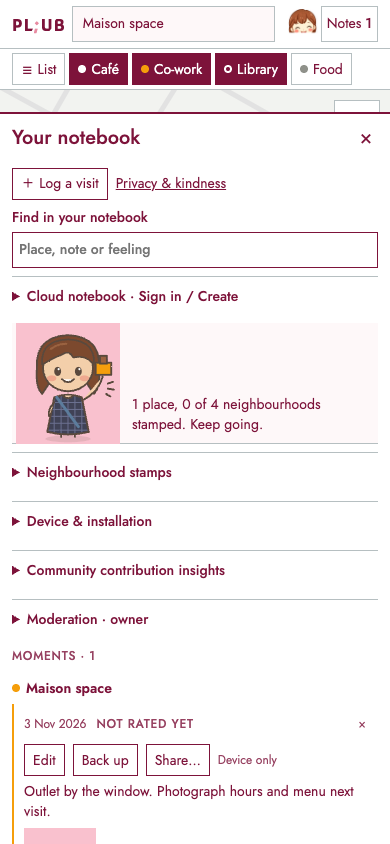 PL;UB
Maison space
Notes 1
≡ List
Café
Co-work
Library
Food
Your notebook
×
+ Log a visit
Privacy & kindness
Find in your notebook
Place, note or feeling
▶ Cloud notebook · Sign in / Create
1 place, 0 of 4 neighbourhoods
stamped. Keep going.
▶ Neighbourhood stamps
▶ Device & installation
▶ Community contribution insights
▶ Moderation · owner
MOMENTS · 1
Maison space
3 Nov 2026 NOT RATED YET ×
Edit
Back up
Share…
Device only
Outlet by the window. Photograph hours and menu next
visit.